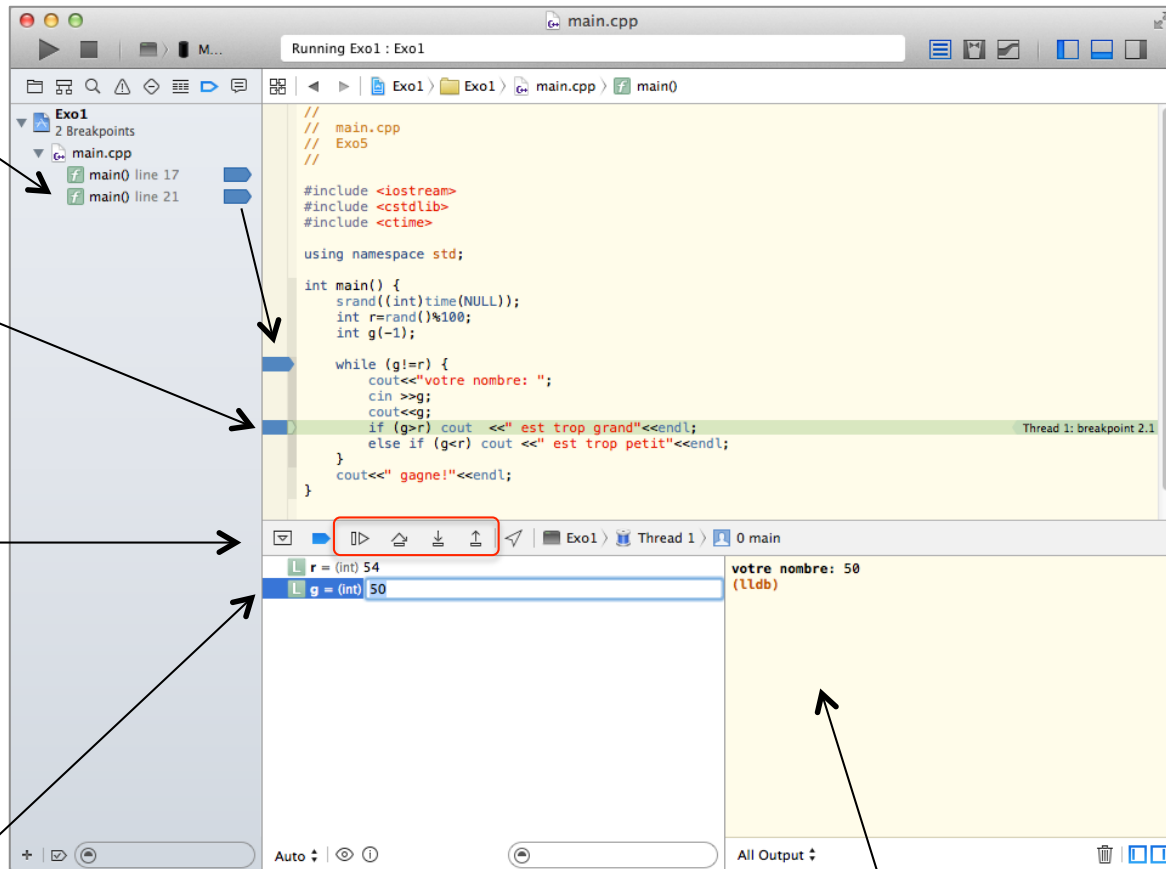 main.cpp
M...
Running Exo1 : Exo1
Exo1
Exo1
main.cpp
main()
Exo1
2 Breakpoints
main.cpp
main() line 17
main() line 21
//
// main.cpp
// Exo5
//
#include <iostream>
#include <cstdlib>
#include <ctime>
using namespace std;
int main() {
srand((int)time(NULL));
int r=rand()%100;
int g(-1);
while (g!=r) {
cout<<"votre nombre: ";
cin >>g;
cout<<g;
if (g>r) cout  <<" est trop grand"<<endl;
Thread 1: breakpoint 2.1
else if (g<r) cout <<" est trop petit"<<endl;
}
cout<<" gagne!"<<endl;
}
Exo1
Thread 1
0 main
L r = (int) 54
L g = (int) 50
votre nombre: 50
(lldb)
Auto
All Output